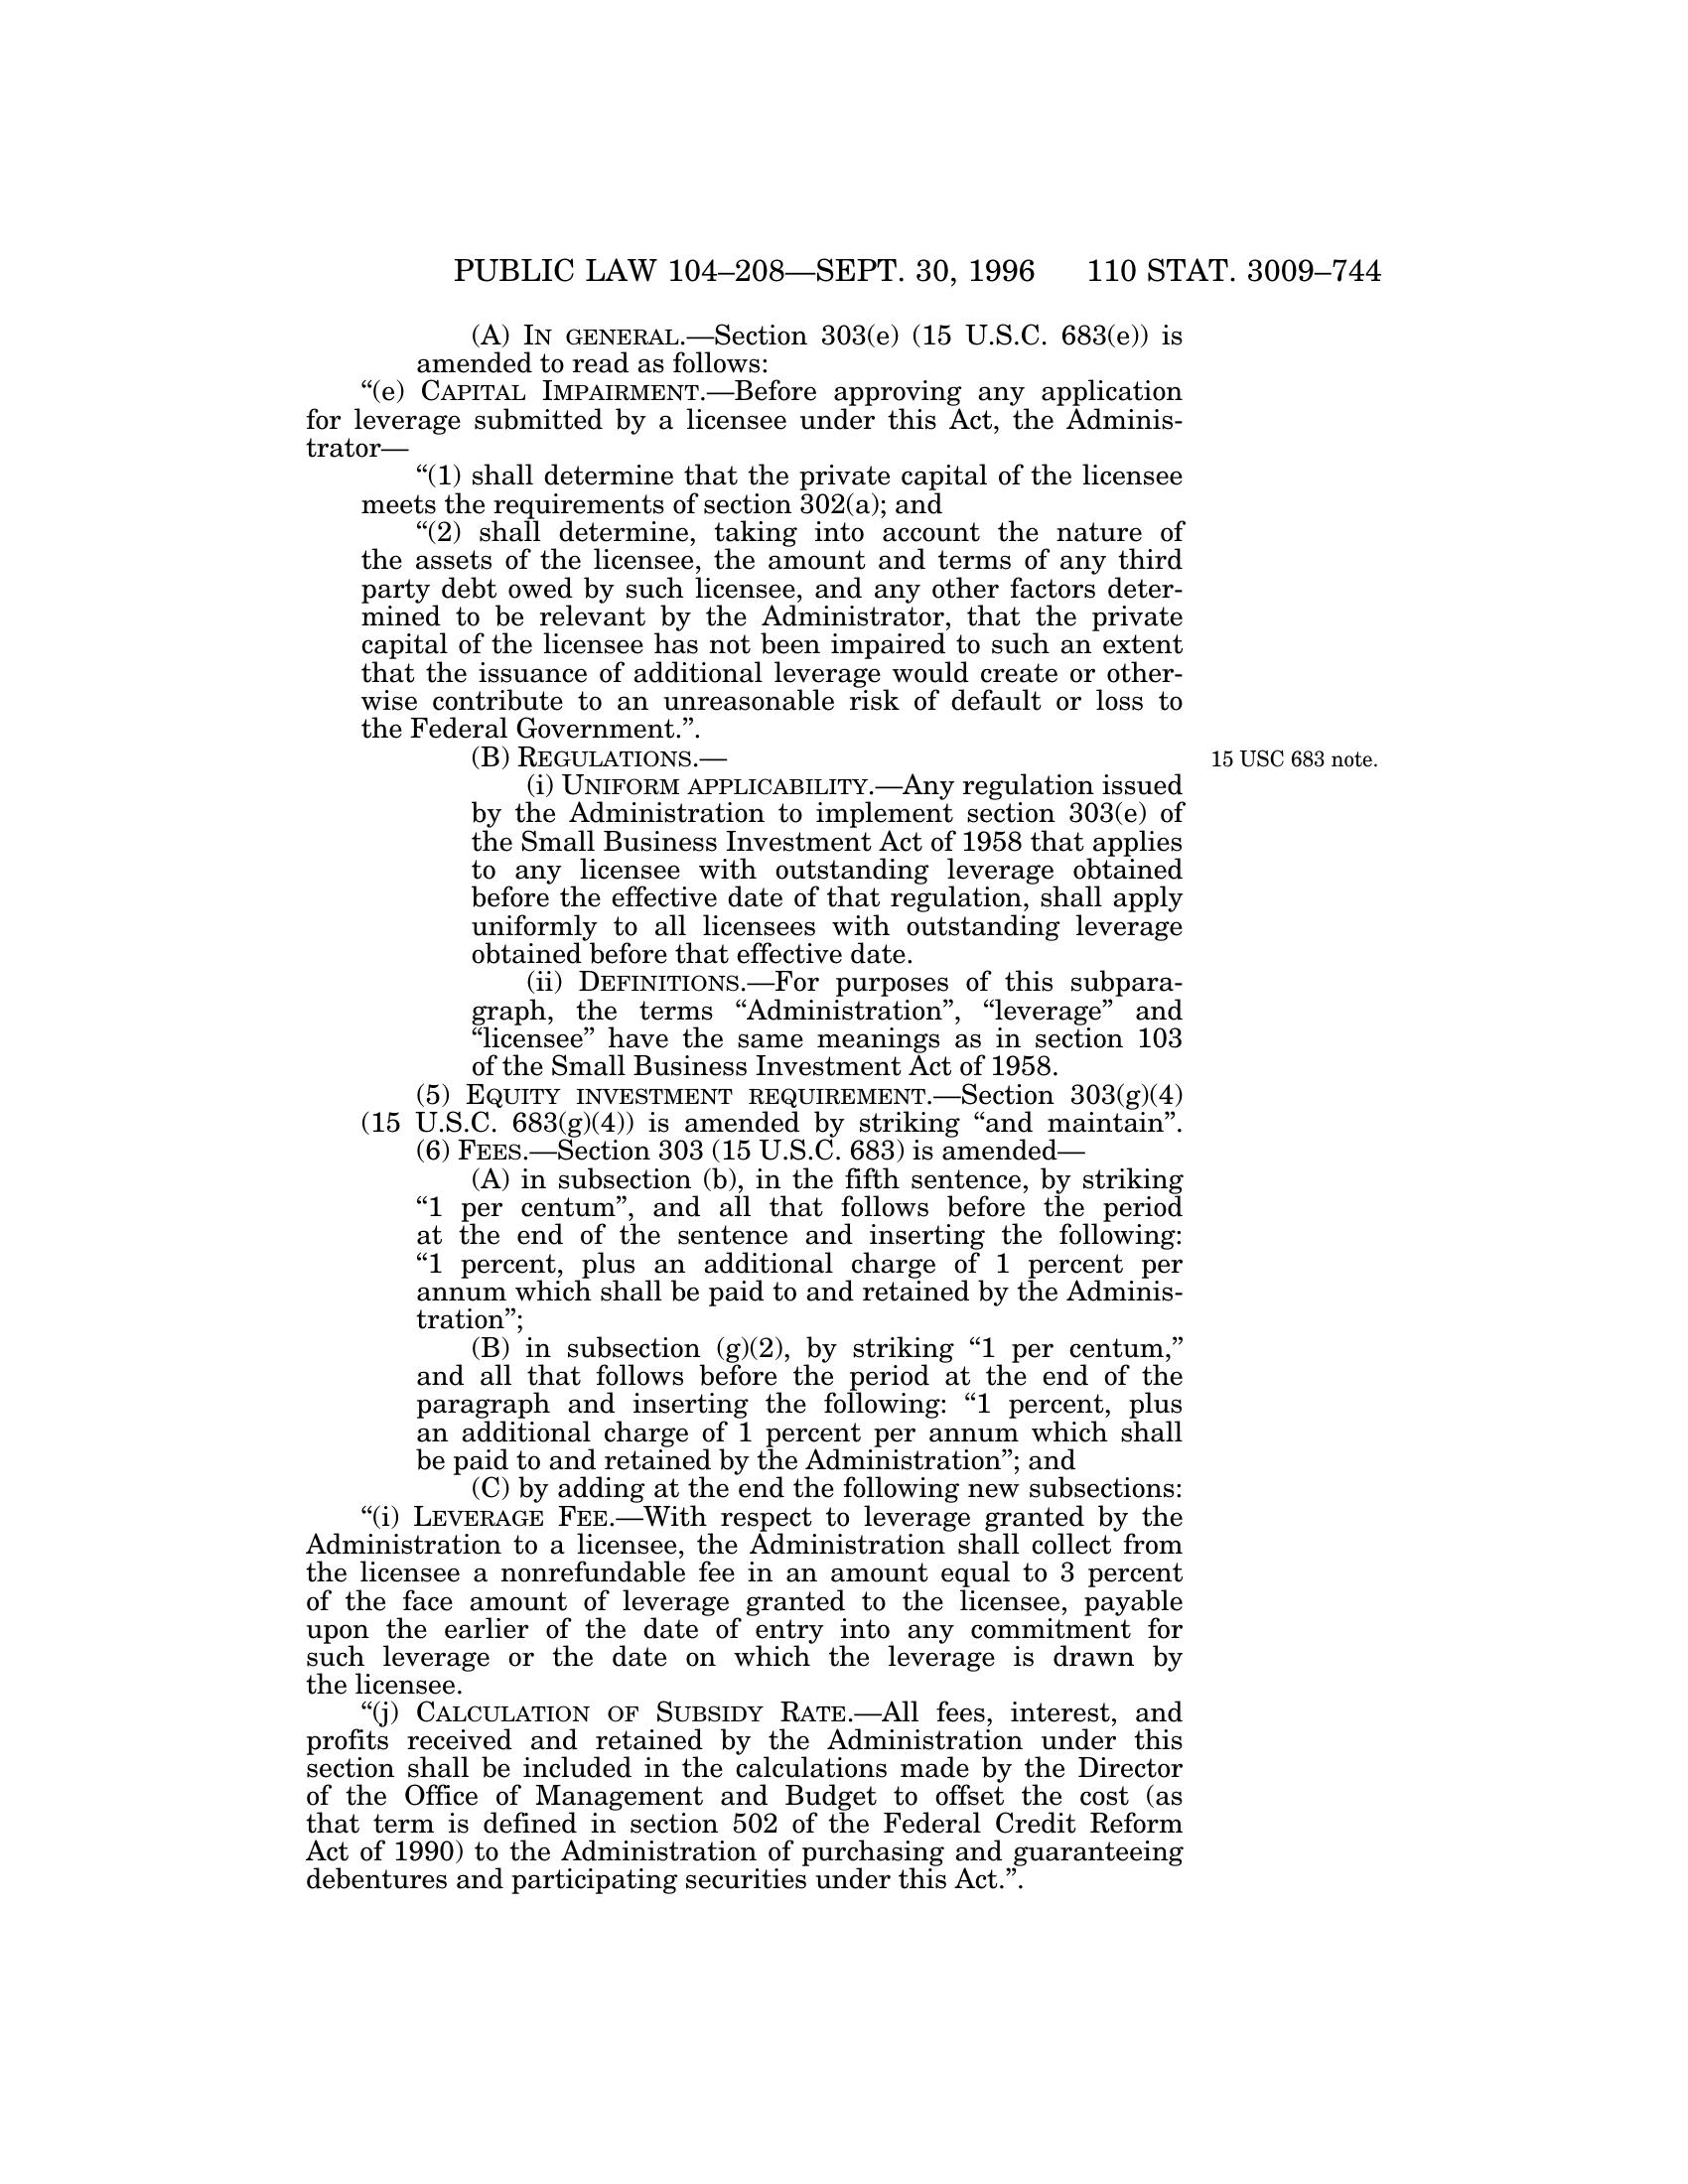 PUBLIC LAW 104–208—SEPT. 30, 1996 110 STAT. 3009–744
(A) IN GENERAL.—Section 303(e) (15 U.S.C. 683(e)) is
amended to read as follows:
“(e) CAPITAL IMPAIRMENT.—Before approving any application
for leverage submitted by a licensee under this Act, the Adminis-
trator—
“(1) shall determine that the private capital of the licensee
meets the requirements of section 302(a); and
“(2) shall determine, taking into account the nature of
the assets of the licensee, the amount and terms of any third
party debt owed by such licensee, and any other factors deter-
mined to be relevant by the Administrator, that the private
capital of the licensee has not been impaired to such an extent
that the issuance of additional leverage would create or other-
wise contribute to an unreasonable risk of default or loss to
the Federal Government.”.
(B) REGULATIONS.—
15 USC 683 note.
(i) UNIFORM APPLICABILITY.—Any regulation issued
by the Administration to implement section 303(e) of
the Small Business Investment Act of 1958 that applies
to any licensee with outstanding leverage obtained
before the effective date of that regulation, shall apply
uniformly to all licensees with outstanding leverage
obtained before that effective date.
(ii) DEFINITIONS.—For purposes of this subpara-
graph, the terms “Administration”, “leverage” and
“licensee” have the same meanings as in section 103
of the Small Business Investment Act of 1958.
(5) EQUITY INVESTMENT REQUIREMENT.—Section 303(g)(4)
(15 U.S.C. 683(g)(4)) is amended by striking “and maintain”.
(6) FEES.—Section 303 (15 U.S.C. 683) is amended—
(A) in subsection (b), in the fifth sentence, by striking
“1 per centum”, and all that follows before the period
at the end of the sentence and inserting the following:
“1 percent, plus an additional charge of 1 percent per
annum which shall be paid to and retained by the Adminis-
tration”;
(B) in subsection (g)(2), by striking “1 per centum,”
and all that follows before the period at the end of the
paragraph and inserting the following: “1 percent, plus
an additional charge of 1 percent per annum which shall
be paid to and retained by the Administration”; and
(C) by adding at the end the following new subsections:
“(i) LEVERAGE FEE.—With respect to leverage granted by the
Administration to a licensee, the Administration shall collect from
the licensee a nonrefundable fee in an amount equal to 3 percent
of the face amount of leverage granted to the licensee, payable
upon the earlier of the date of entry into any commitment for
such leverage or the date on which the leverage is drawn by
the licensee.
“(j) CALCULATION OF SUBSIDY RATE.—All fees, interest, and
profits received and retained by the Administration under this
section shall be included in the calculations made by the Director
of the Office of Management and Budget to offset the cost (as
that term is defined in section 502 of the Federal Credit Reform
Act of 1990) to the Administration of purchasing and guaranteeing
debentures and participating securities under this Act.”.